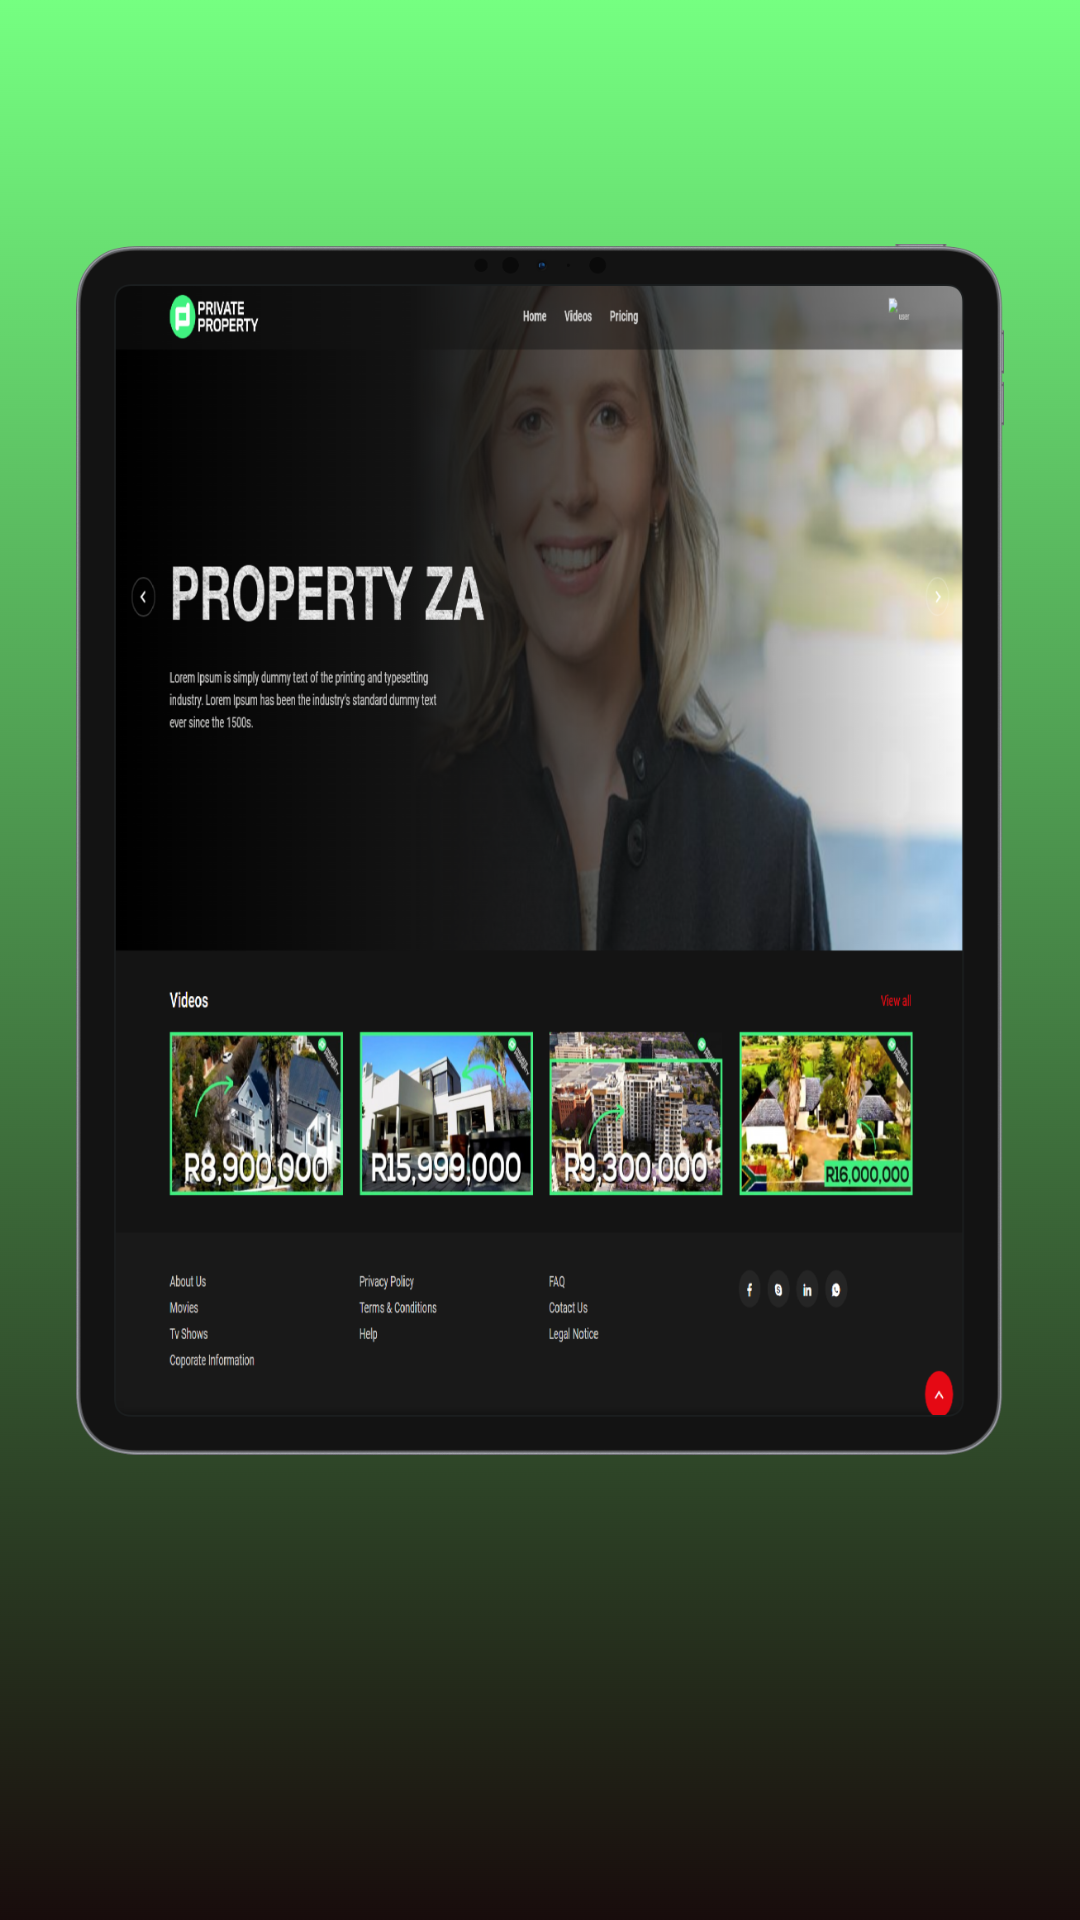 PRIVATE
PROPERTY
Home Videos Pricing
PROPERTY ZA
Lorem Ipsum is simply dummy text of the printing and typesetting
industry. Lorem Ipsum has been the industry's standard dummy text
ever since the 1500s.
Videos
View all
R8,900,000
R15,999,000
R9,300,000
R16,000,000
About Us
Movies
Tv Shows
Coporate Information
Privacy Policy
Terms & Conditions
Help
FAQ
Cotact Us
Legal Notice